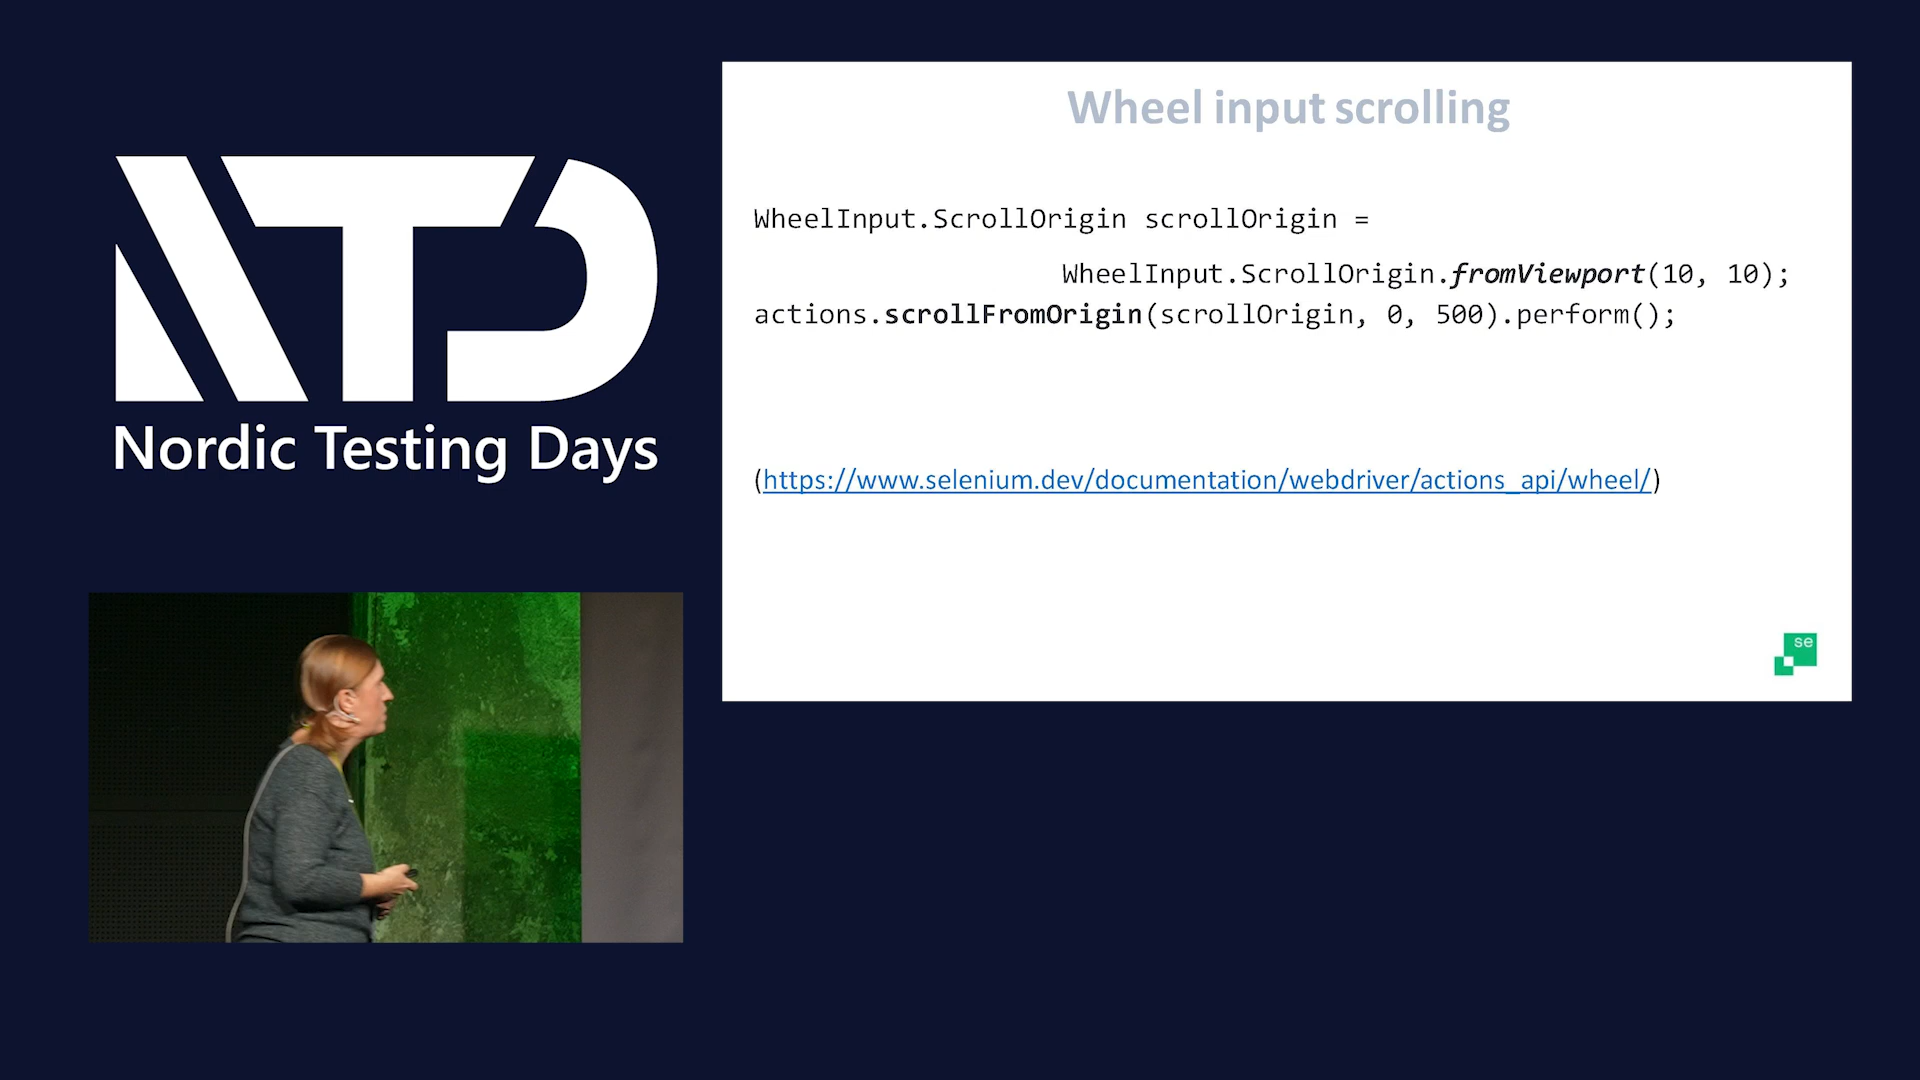 Nordic Testing Days
Wheel input scrolling
WheelInput.ScrollOrigin scrollOrigin =
WheelInput.ScrollOrigin.fromViewport(10, 10);
actions.scrollFromOrigin(scrollOrigin, 0, 500).perform();
(https://www.selenium.dev/documentation/webdriver/actions_api/wheel/)
se